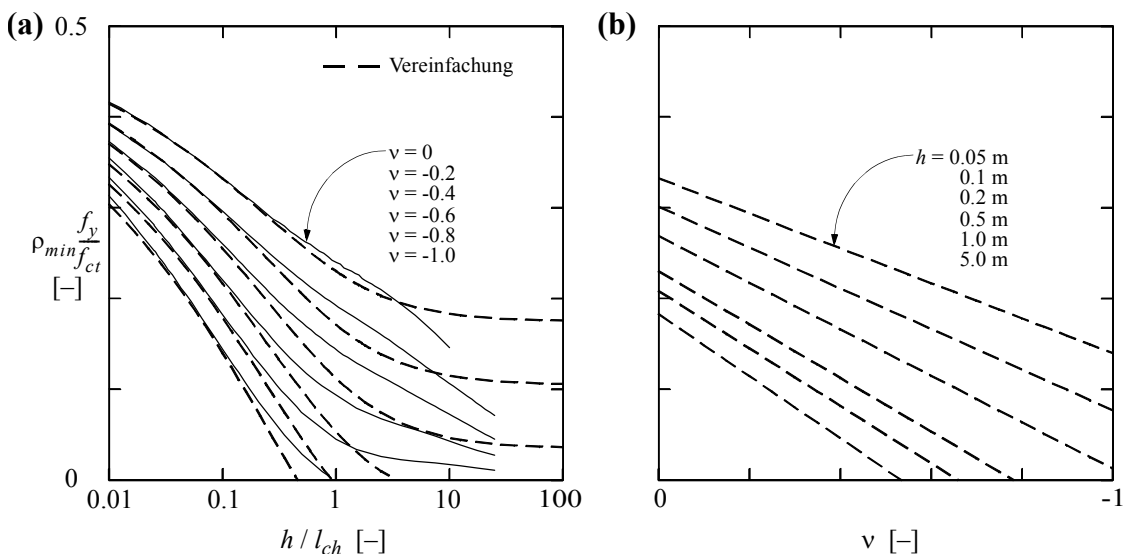 (a)
0.5
Vereinfachung
ν = 0
ν = -0.2
ν = -0.4
ν = -0.6
ν = -0.8
ν = -1.0
ρmin fy/fct
[–]
0
0.01
0.1
1
10
100
h / lch [–]
(b)
h = 0.05 m
0.1 m
0.2 m
0.5 m
1.0 m
5.0 m
0
-1
ν [–]